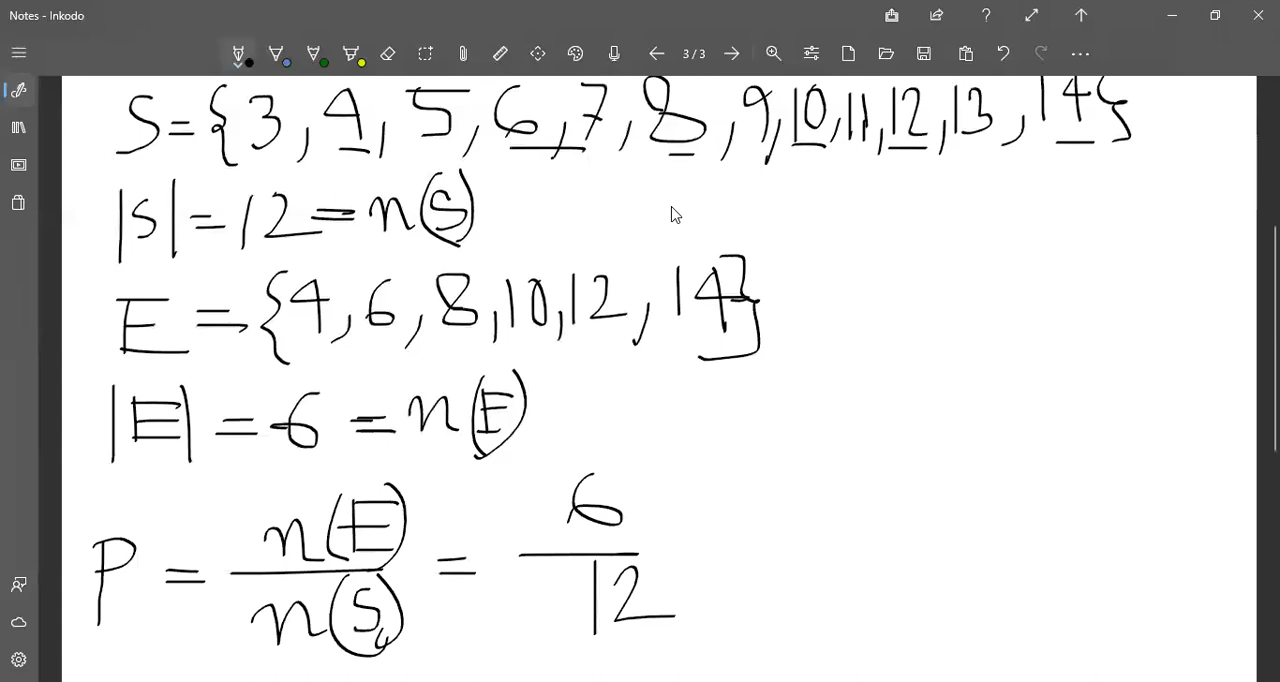 Notes - Inkodo
3/3
S={3, 4, 5, 6, 7, 8, 9, 10, 11, 12, 13, 14}
|S| = 12 = n(S)
E = {4, 6, 8, 10, 12, 14}
|E| = 6 = n(E)
P = n(E)/n(S) = 6/12